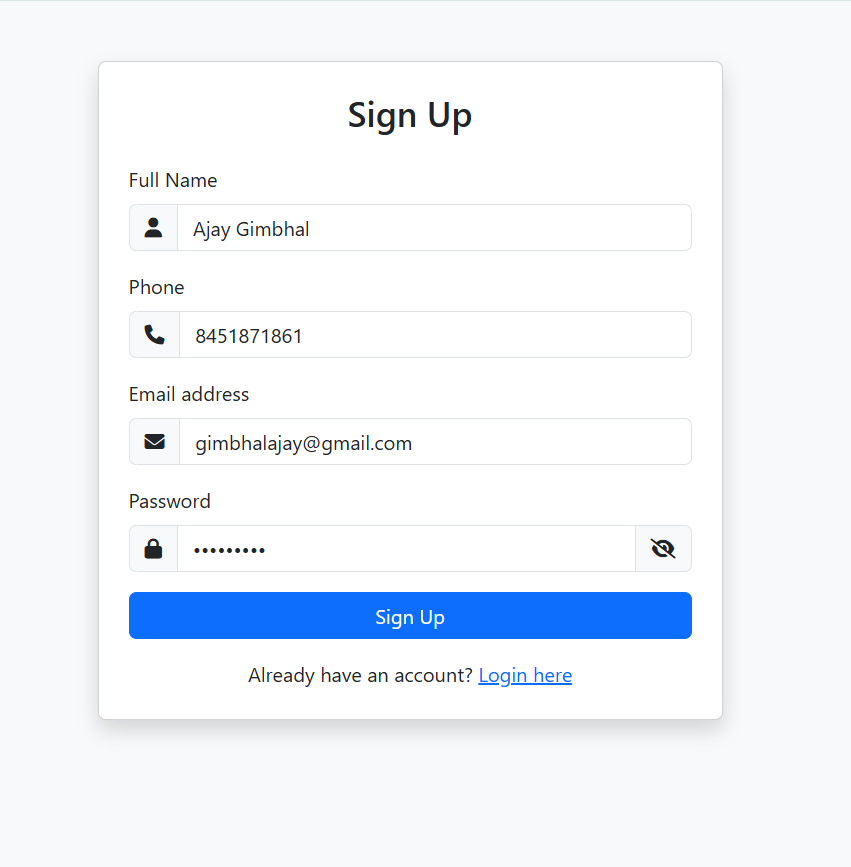 Sign Up
Full Name
Ajay Gimbhal
Phone
8451871861
Email address
gimbhalajay@gmail.com
Password
•••••••••
Sign Up
Already have an account? Login here